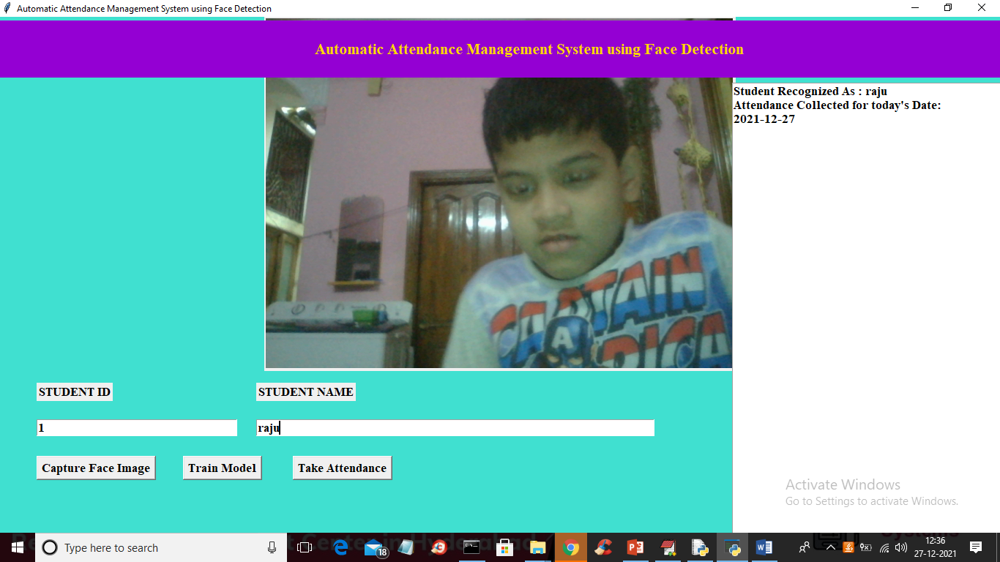 Automatic Attendance Management System using Face Detection
Automatic Attendance Management System using Face Detection
Student Recognized As : raju
Attendance Collected for today's Date:
2021-12-27
CAPTAIN
A
STUDENT ID
STUDENT NAME
1
raju
Capture Face Image
Train Model
Take Attendance
Activate Windows
Go to Settings to activate Windows.
Type here to search
18
12:36
27-12-2021